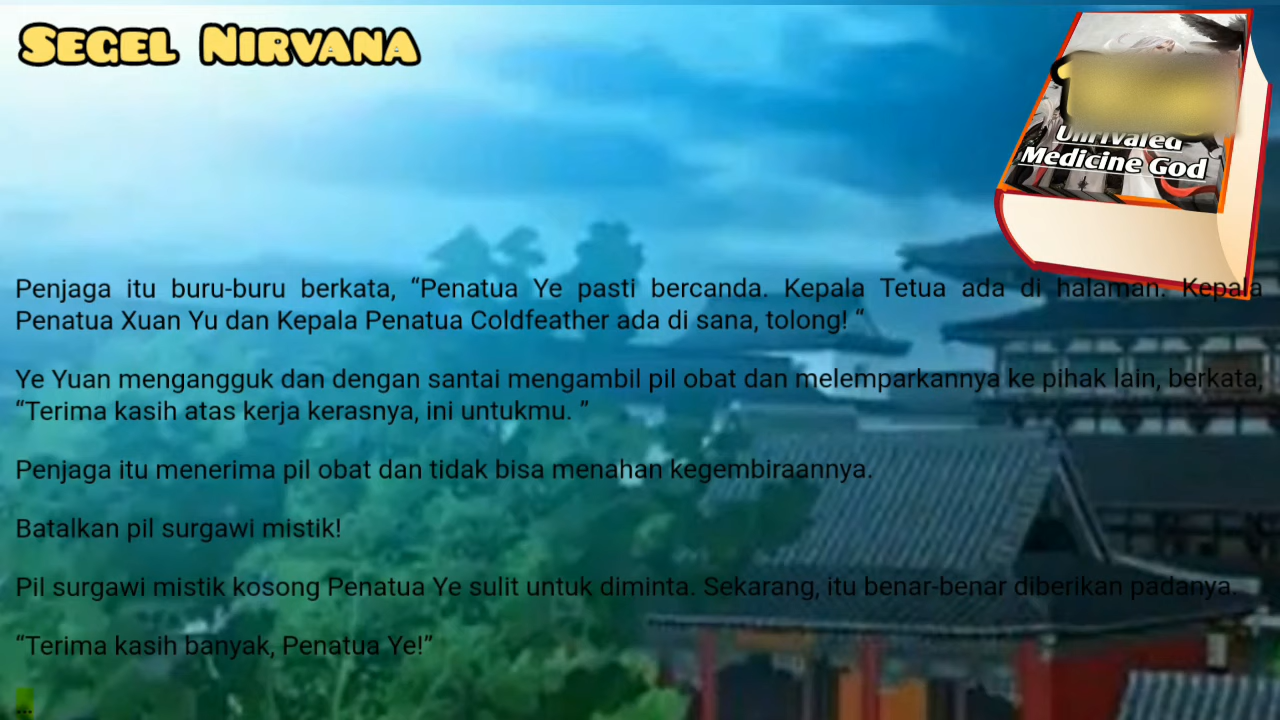 SEGEL NIRVANA
Unrivaled
Medicine God
Penjaga itu buru-buru berkata, “Penatua Ye pasti bercanda. Kepala Tetua ada di halaman. Kepala
Penatua Xuan Yu dan Kepala Penatua Coldfeather ada di sana, tolong! “
Ye Yuan mengangguk dan dengan santai mengambil pil obat dan melemparkannya ke pihak lain, berkata,
“Terima kasih atas kerja kerasnya, ini untukmu. ”
Penjaga itu menerima pil obat dan tidak bisa menahan kegembiraannya.
Batalkan pil surgawi mistik!
Pil surgawi mistik kosong Penatua Ye sulit untuk diminta. Sekarang, itu benar-benar diberikan padanya.
“Terima kasih banyak, Penatua Ye!”
...